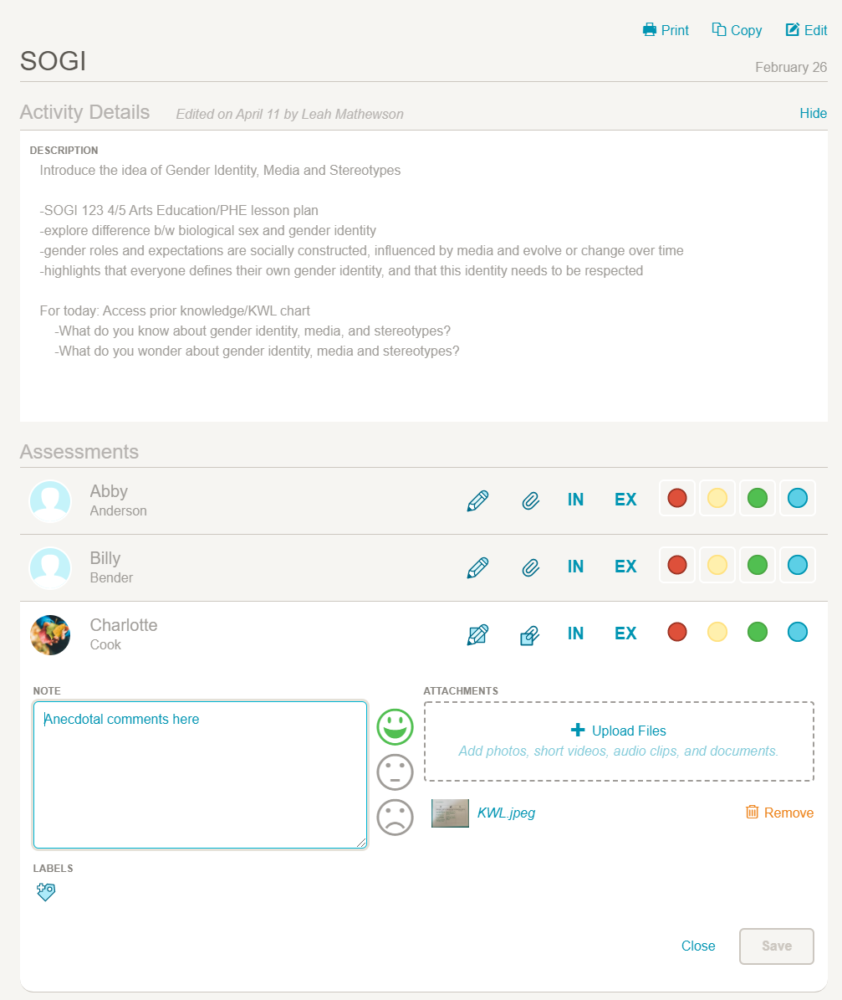 Print Copy Edit
SOGI February 26
Activity Details Edited on April 11 by Leah Mathewson Hide
DESCRIPTION
Introduce the idea of Gender Identity, Media and Stereotypes
-SOGI 123 4/5 Arts Education/PHE lesson plan
-explore difference b/w biological sex and gender identity
-gender roles and expectations are socially constructed, influenced by media and evolve or change over time
-highlights that everyone defines their own gender identity, and that this identity needs to be respected
For today: Access prior knowledge/KWL chart
-What do you know about gender identity, media, and stereotypes?
-What do you wonder about gender identity, media and stereotypes?
Assessments
Abby
Anderson
IN EX
Billy
Bender
IN EX
Charlotte
Cook
IN EX
NOTE
Anecdotal comments here
ATTACHMENTS
Upload Files
Add photos, short videos, audio clips, and documents.
KWL.jpeg Remove
LABELS
Close Save